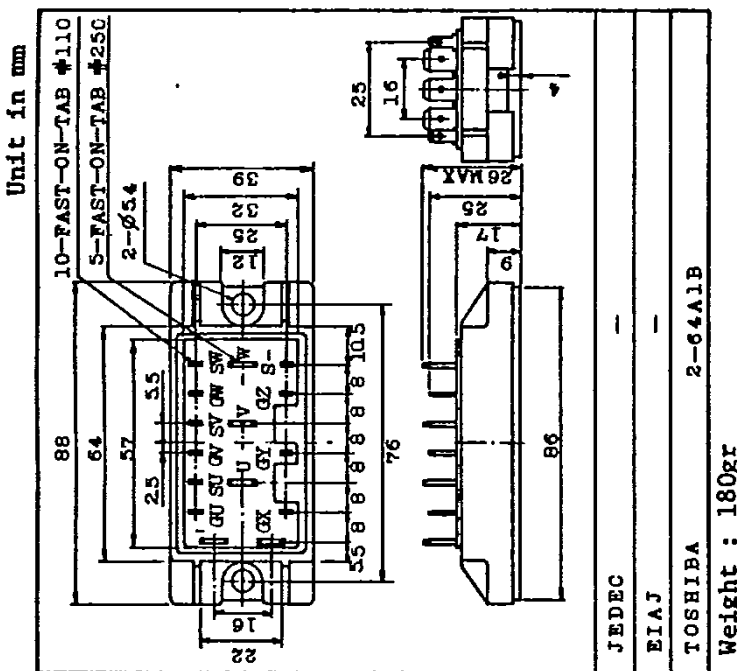 Unit in mm
10-FAST-ON-TAB #110
5-FAST-ON-TAB #250
2-Ø5.4
88
64
57
2.5
5.5
39
32
25
12
GU SU GV SV GW SW
U V W
GX GY GZ S-
5.5 8 8 8 8 8 8 10.5
76
16
22
25
16
4
26 MAX
25
17
9
86
JEDEC —
EIAJ —
TOSHIBA 2-64A1B
Weight : 180gr